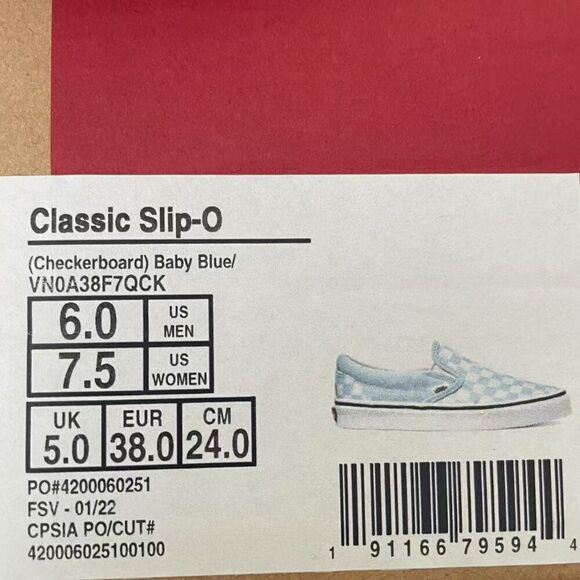 Classic Slip-O
(Checkerboard) Baby Blue/
VN0A38F7QCK
6.0 US MEN
7.5 US WOMEN
UK EUR CM
5.0 38.0 24.0
PO#4200060251
FSV - 01/22
CPSIA PO/CUT#
420006025100100
1 91166 79594 4